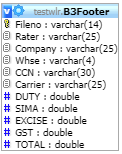 testwlr.B3Footer
Fileno : varchar(14)
Rater : varchar(25)
Company : varchar(25)
Whse : varchar(4)
CCN : varchar(30)
Carrier : varchar(25)
# DUTY : double
# SIMA : double
# EXCISE : double
# GST : double
# TOTAL : double